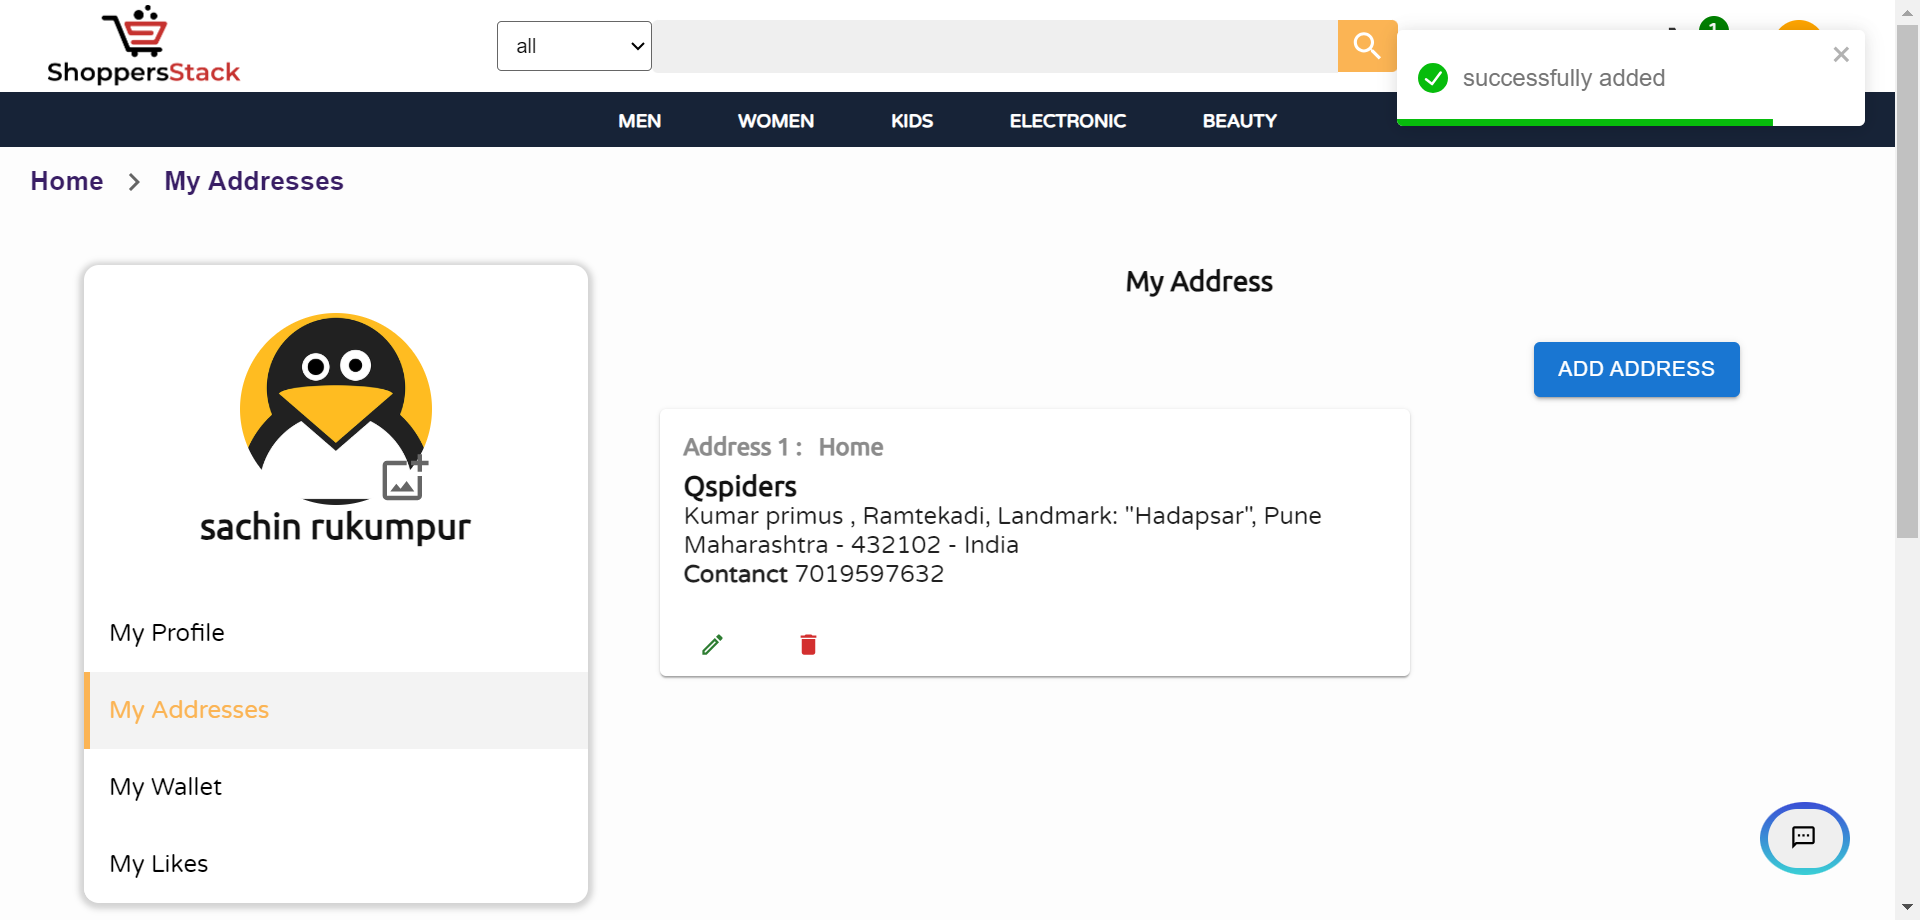 ShoppersStack
all
1
successfully added
MEN WOMEN KIDS ELECTRONIC BEAUTY
Home > My Addresses
sachin rukumpur
My Profile
My Addresses
My Wallet
My Likes
My Address
ADD ADDRESS
Address 1 : Home
Qspiders
Kumar primus , Ramtekadi, Landmark: "Hadapsar", Pune
Maharashtra - 432102 - India
Contanct 7019597632